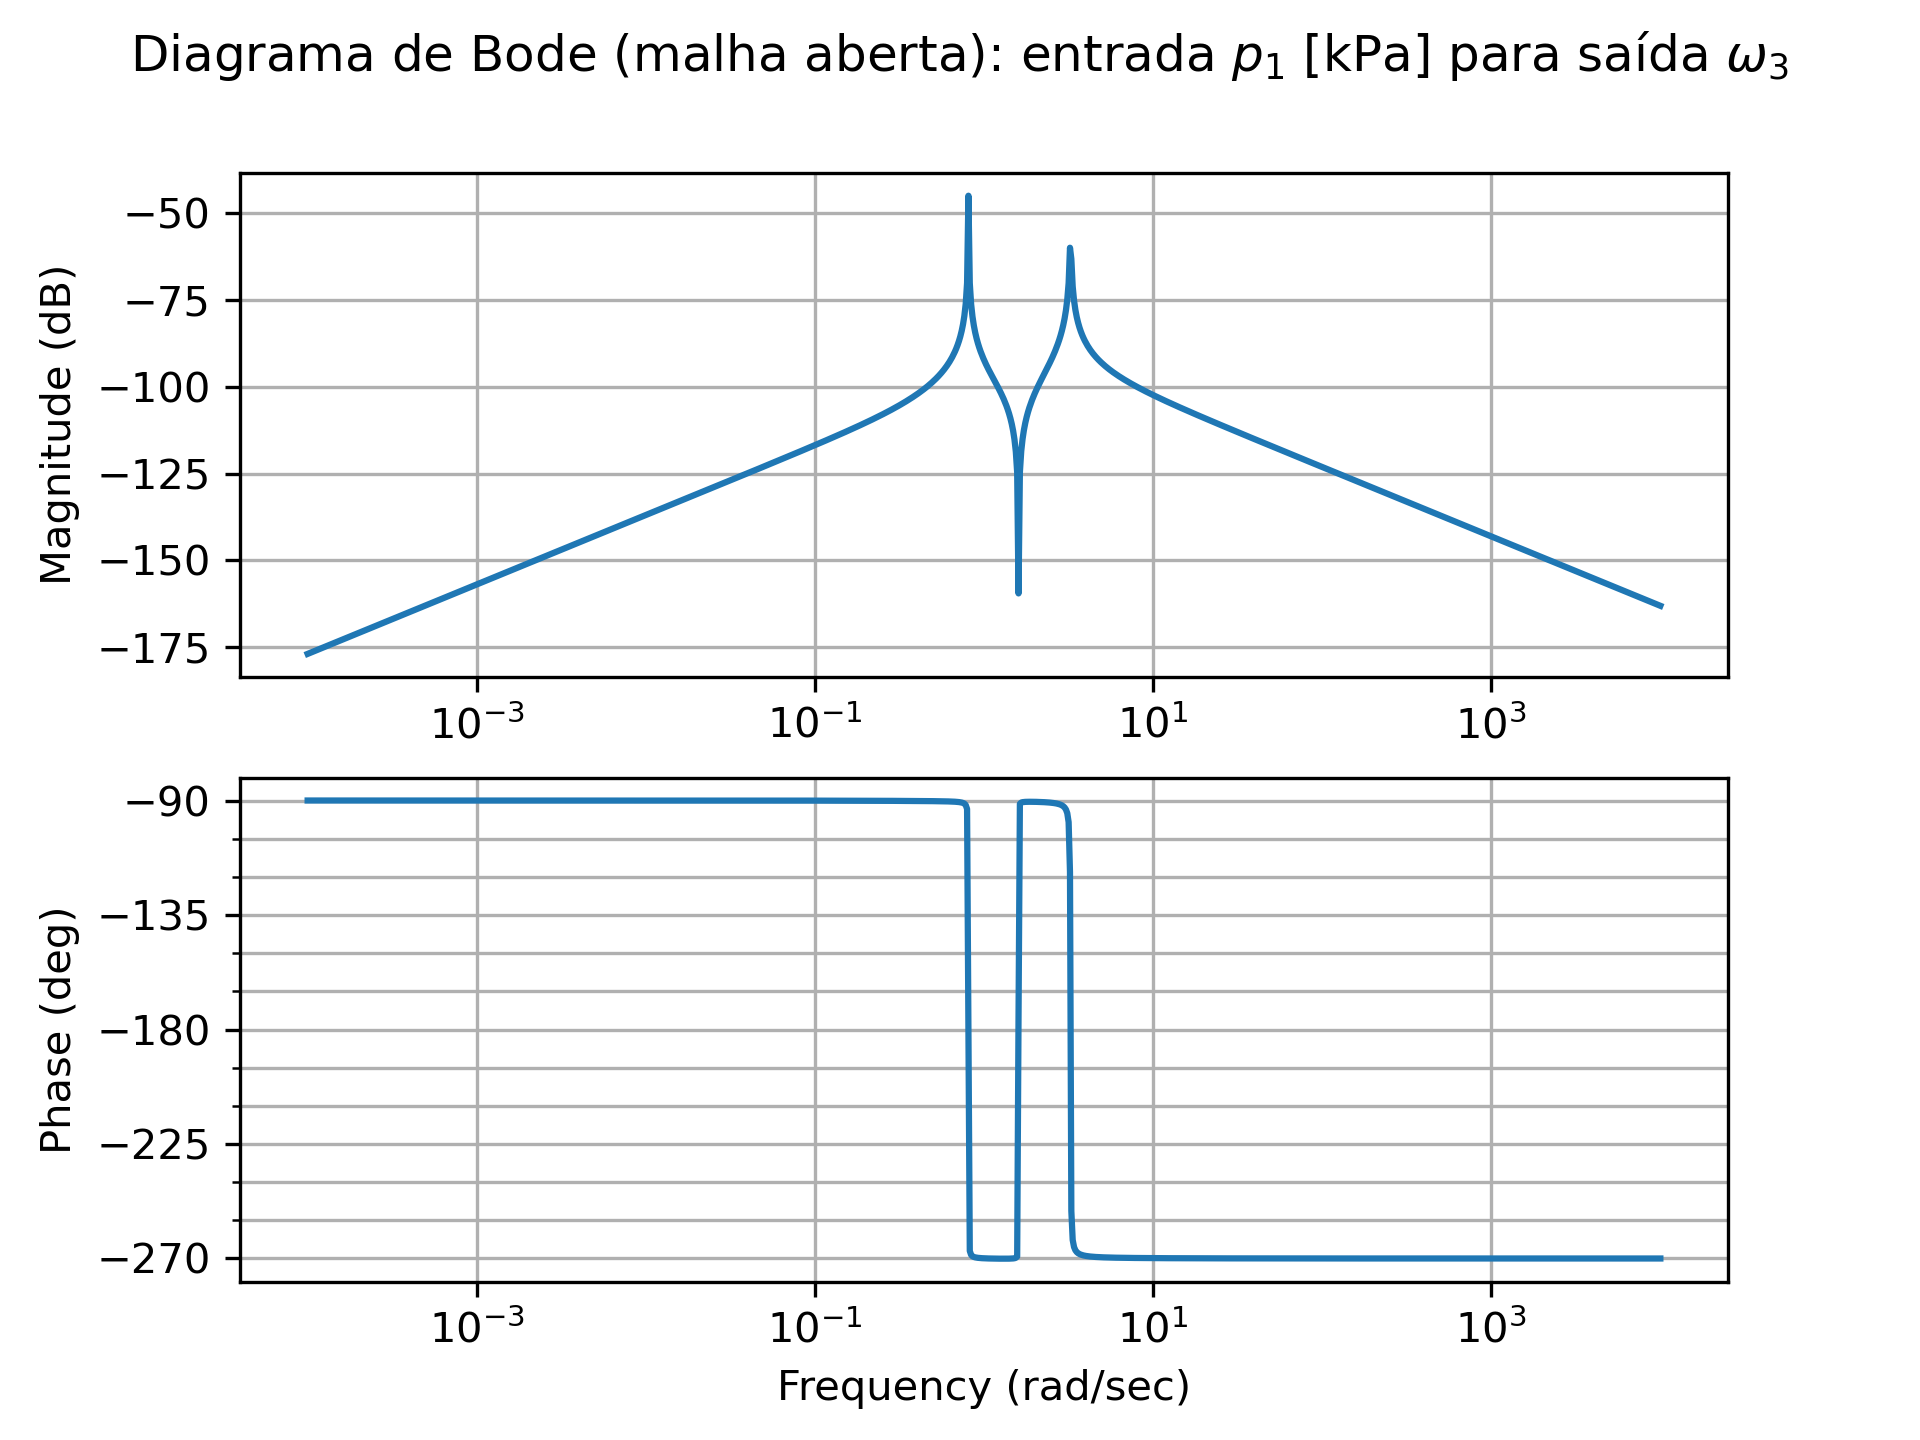 Diagrama de Bode (malha aberta): entrada p₁ [kPa] para saída ω₃
Magnitude (dB)
−50
−75
−100
−125
−150
−175
10⁻³ 10⁻¹ 10¹ 10³
Phase (deg)
−90
−135
−180
−225
−270
10⁻³ 10⁻¹ 10¹ 10³
Frequency (rad/sec)